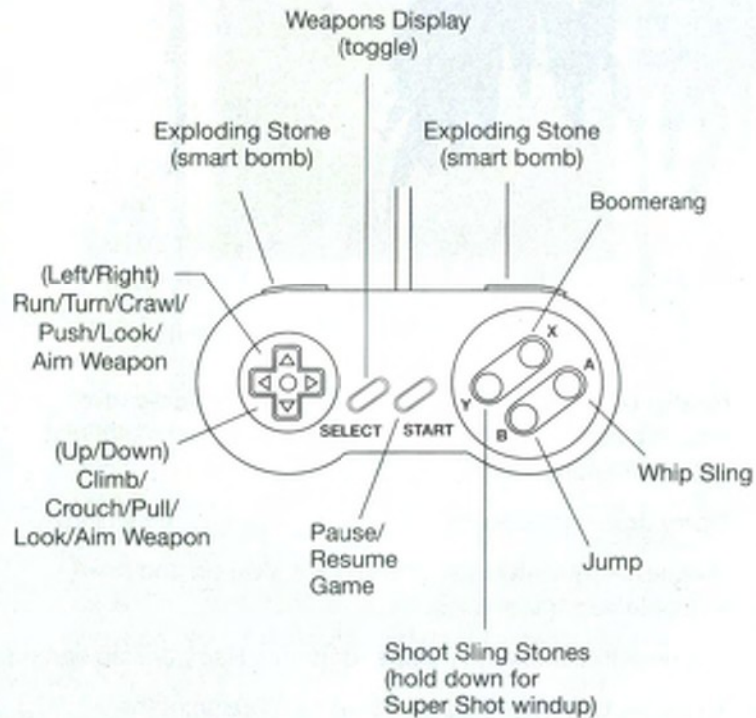 Weapons Display
(toggle)
Exploding Stone
(smart bomb)
Exploding Stone
(smart bomb)
Boomerang
(Left/Right)
Run/Turn/Crawl/
Push/Look/
Aim Weapon
X
A
Y
B
SELECT START
(Up/Down)
Climb/
Crouch/Pull/
Look/Aim Weapon
Whip Sling
Pause/
Resume
Game
Jump
Shoot Sling Stones
(hold down for
Super Shot windup)